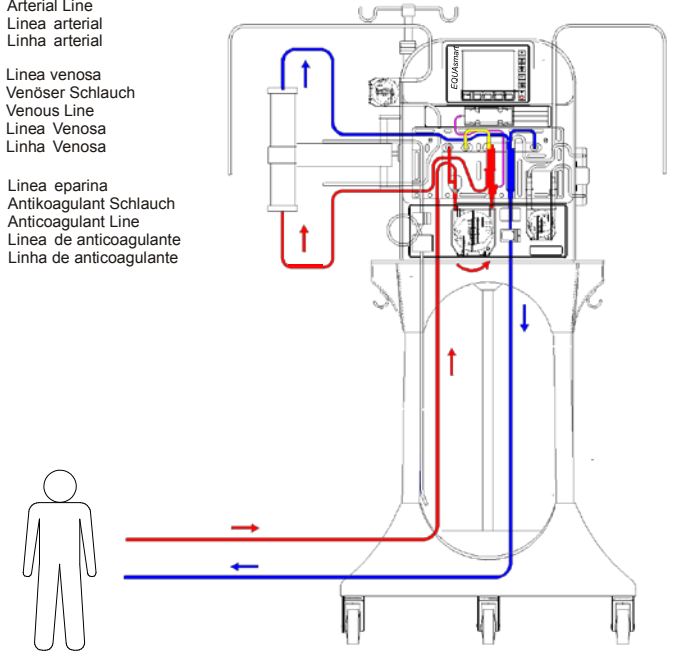 Arterial Line
Linea arterial
Linha arterial
Linea venosa
Venöser Schlauch
Venous Line
Linea Venosa
Linha Venosa
Linea eparina
Antikoagulant Schlauch
Anticoagulant Line
Linea de anticoagulante
Linha de anticoagulante
EQUAsmart